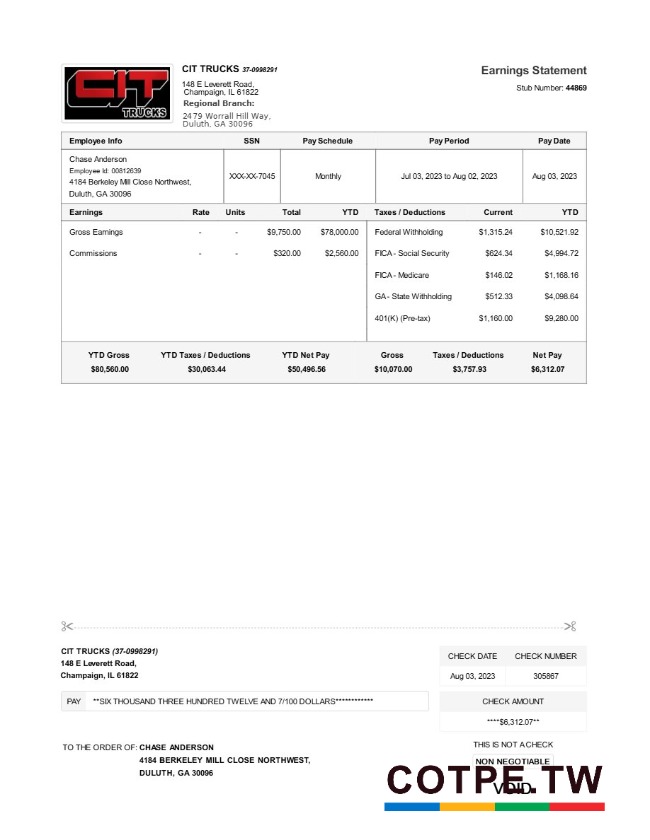 CIT
TRUCKS
CIT TRUCKS 37-0998291
148 E Leverett Road,
Champaign, IL 61822
Regional Branch:
2479 Worrall Hill Way,
Duluth, GA 30096
Earnings Statement
Stub Number: 44869
Employee Info SSN Pay Schedule Pay Period Pay Date
Chase Anderson
Employee Id: 00812639
4184 Berkeley Mill Close Northwest,
Duluth, GA 30096
XXX-XX-7045 Monthly Jul 03, 2023 to Aug 02, 2023 Aug 03, 2023
Earnings Rate Units Total YTD Taxes / Deductions Current YTD
Gross Earnings - - $9,750.00 $78,000.00 Federal Withholding $1,315.24 $10,521.92
Commissions - - $320.00 $2,560.00 FICA - Social Security $624.34 $4,994.72
FICA - Medicare $146.02 $1,168.16
GA - State Withholding $512.33 $4,098.64
401(K) (Pre-tax) $1,160.00 $9,280.00
YTD Gross YTD Taxes / Deductions YTD Net Pay Gross Taxes / Deductions Net Pay
$80,560.00 $30,063.44 $50,496.56 $10,070.00 $3,757.93 $6,312.07
CIT TRUCKS (37-0998291)
148 E Leverett Road,
Champaign, IL 61822
CHECK DATE CHECK NUMBER
Aug 03, 2023 305867
PAY **SIX THOUSAND THREE HUNDRED TWELVE AND 7/100 DOLLARS************
CHECK AMOUNT
****$6,312.07**
TO THE ORDER OF: CHASE ANDERSON
4184 BERKELEY MILL CLOSE NORTHWEST,
DULUTH, GA 30096
THIS IS NOT A CHECK
NON NEGOTIABLE
VOID
COTPE.TW